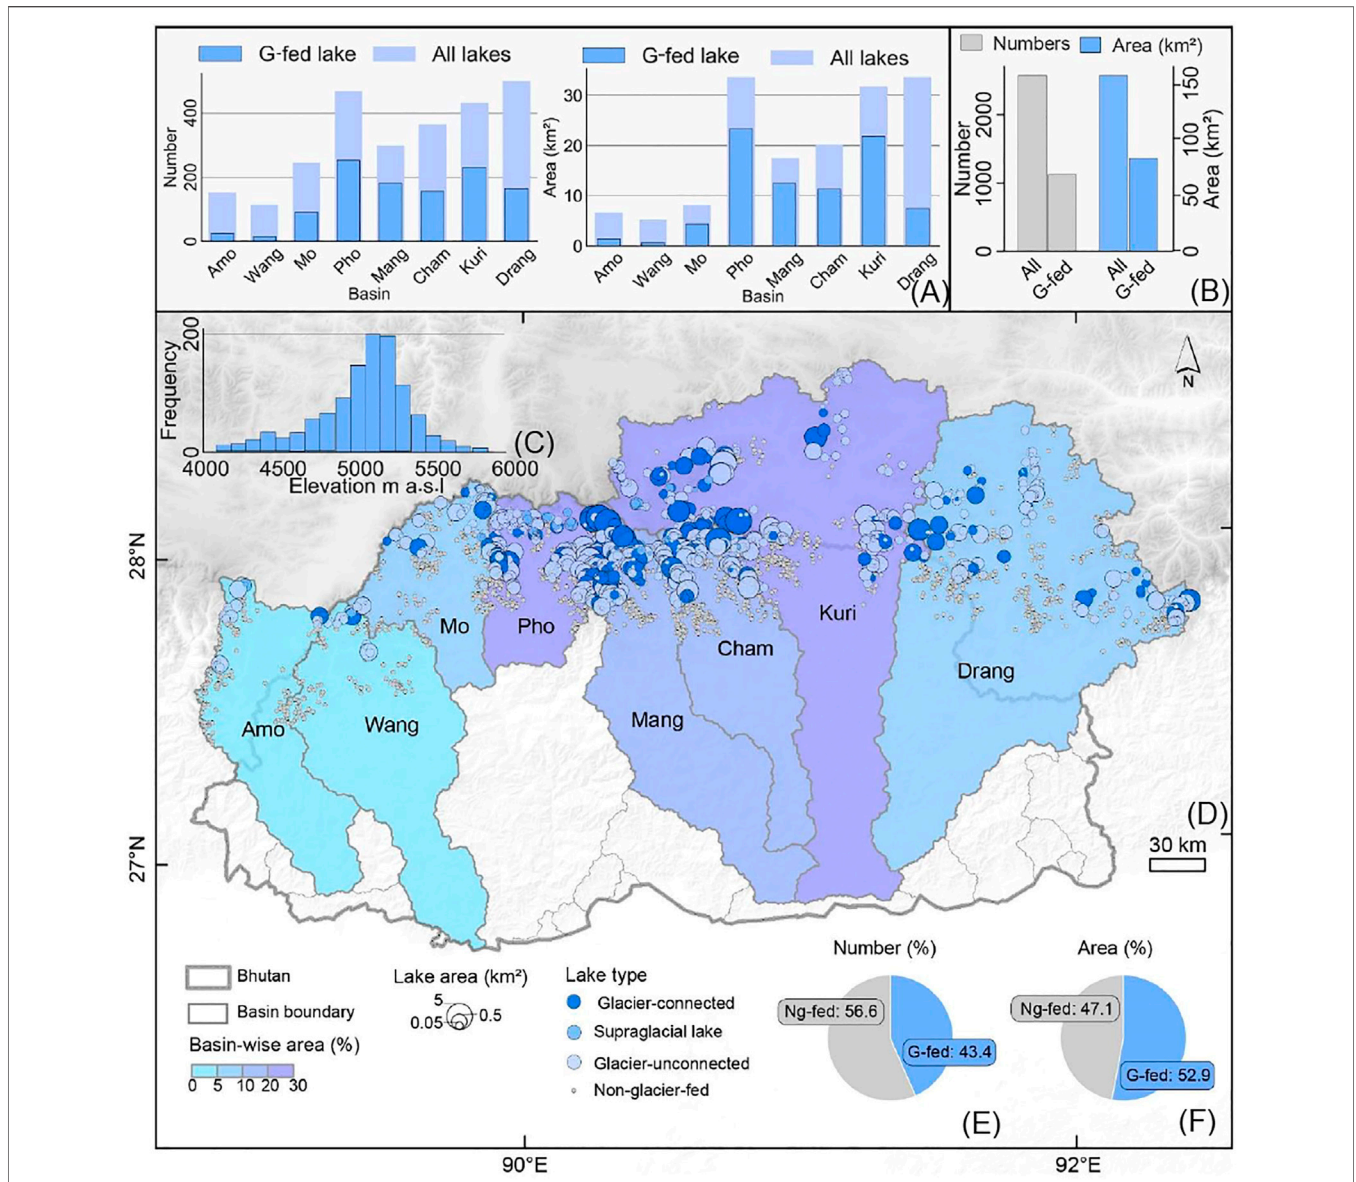 G-fed lake All lakes
Number
400
200
0
Amo Wang Mo Pho Mang Cham Kuri Drang
Basin
G-fed lake All lakes
Area (km²)
30
20
10
0
Amo Wang Mo Pho Mang Cham Kuri Drang
Basin
(A)
Numbers Area (km²)
Number
2000
1000
0
150
100
50
0
Area (km²)
All G-fed All G-fed
(B)
200
0
Frequency
4000 4500 5000 5500 6000
Elevation m a.s.l
(C)
N
28°N
27°N
Amo
Wang
Mo
Pho
Mang
Cham
Kuri
Drang
(D)
30 km
Bhutan
Basin boundary
Basin-wise area (%)
0 5 10 20 30
Lake area (km²)
5
0.5
0.05
Lake type
Glacier-connected
Supraglacial lake
Glacier-unconnected
Non-glacier-fed
Number (%)
Ng-fed: 56.6
G-fed: 43.4
(E)
Area (%)
Ng-fed: 47.1
G-fed: 52.9
(F)
90°E 92°E